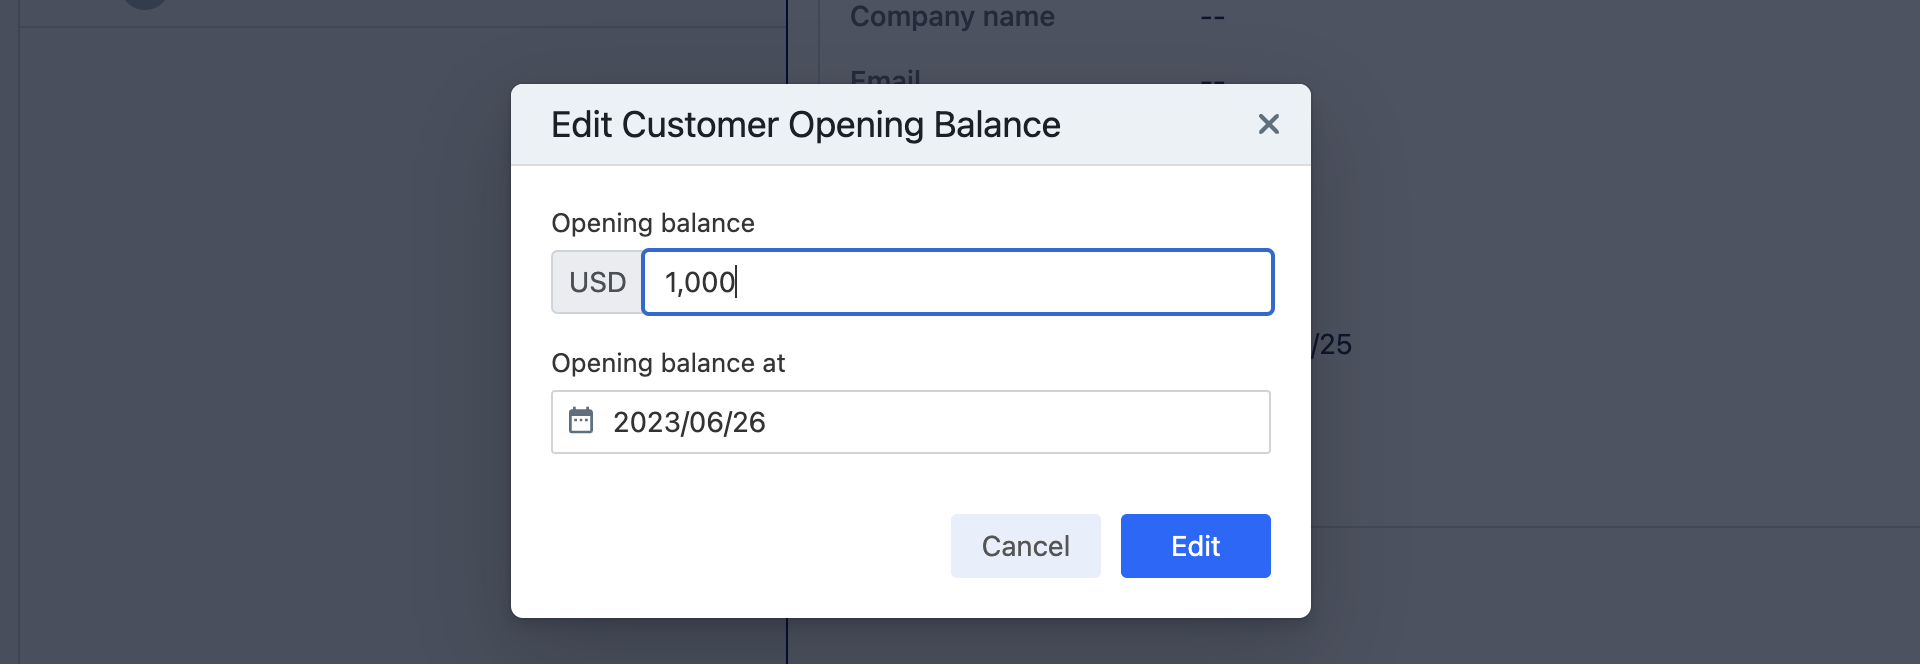 Company name --
Email --
Edit Customer Opening Balance
Opening balance
USD 1,000
/25
Opening balance at
2023/06/26
Cancel Edit